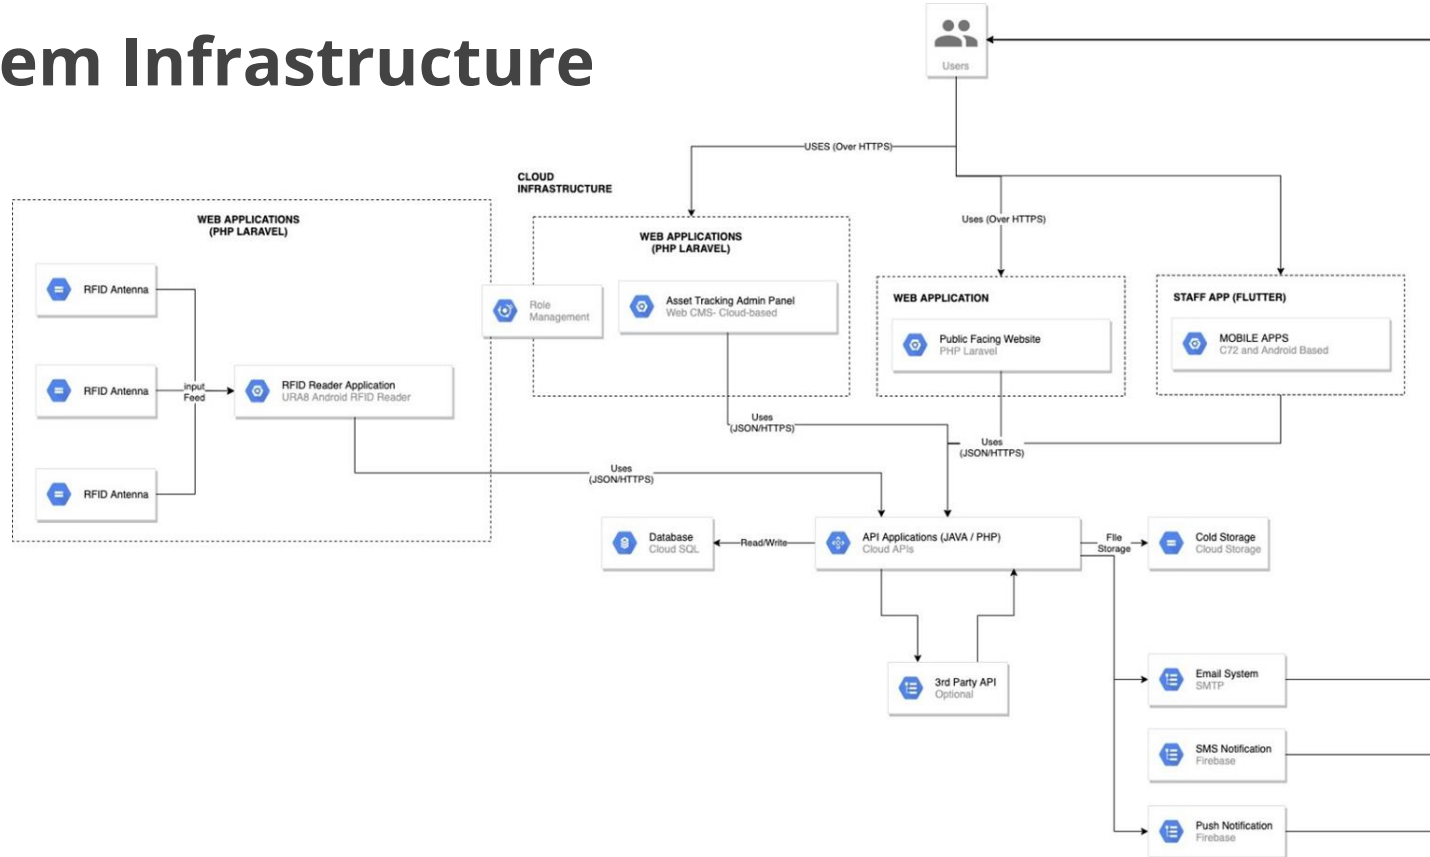 em Infrastructure
Users
USES (Over HTTPS)
CLOUD
INFRASTRUCTURE
WEB APPLICATIONS
(PHP LARAVEL)
RFID Antenna
RFID Antenna
RFID Antenna
input
Feed
RFID Reader Application
URA8 Android RFID Reader
Role
Management
WEB APPLICATIONS
(PHP LARAVEL)
Asset Tracking Admin Panel
Web CMS- Cloud-based
Uses (Over HTTPS)
WEB APPLICATION
Public Facing Website
PHP Laravel
STAFF APP (FLUTTER)
MOBILE APPS
C72 and Android Based
Uses
(JSON/HTTPS)
Uses
(JSON/HTTPS)
Uses
(JSON/HTTPS)
Database
Cloud SQL
Read/Write
API Applications (JAVA / PHP)
Cloud APIs
FIle
Storage
Cold Storage
Cloud Storage
3rd Party API
Optional
Email System
SMTP
SMS Notification
Firebase
Push Notification
Firebase